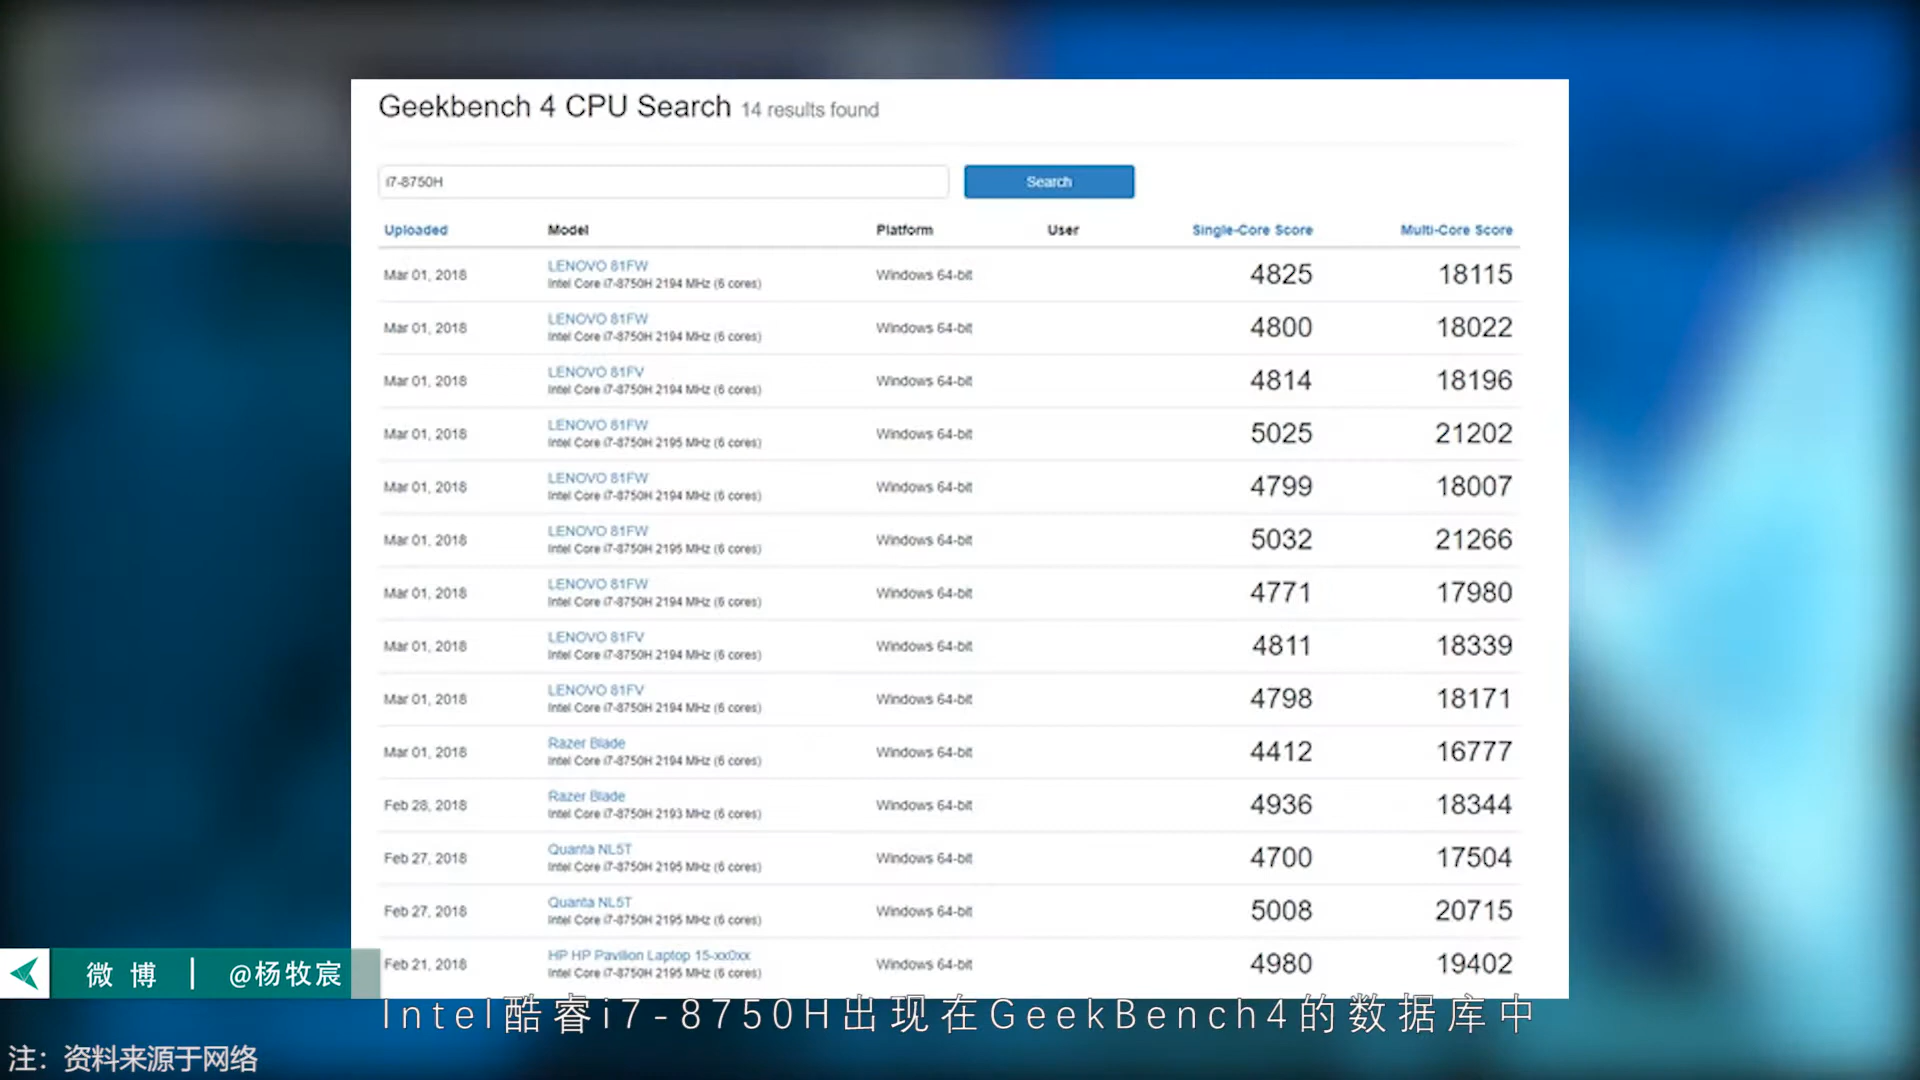 Geekbench 4 CPU Search 14 results found
i7-8750H Search
Uploaded Model Platform User Single-Core Score Multi-Core Score
LENOVO 81FW
Mar 01, 2018 Windows 64-bit 4825 18115
Intel Core i7-8750H 2194 MHz (6 cores)
LENOVO 81FW
Mar 01, 2018 Windows 64-bit 4800 18022
Intel Core i7-8750H 2194 MHz (6 cores)
LENOVO 81FV
Mar 01, 2018 Windows 64-bit 4814 18196
Intel Core i7-8750H 2194 MHz (6 cores)
LENOVO 81FW
Mar 01, 2018 Windows 64-bit 5025 21202
Intel Core i7-8750H 2195 MHz (6 cores)
LENOVO 81FW
Mar 01, 2018 Windows 64-bit 4799 18007
Intel Core i7-8750H 2194 MHz (6 cores)
LENOVO 81FW
Mar 01, 2018 Windows 64-bit 5032 21266
Intel Core i7-8750H 2195 MHz (6 cores)
LENOVO 81FW
Mar 01, 2018 Windows 64-bit 4771 17980
Intel Core i7-8750H 2194 MHz (6 cores)
LENOVO 81FV
Mar 01, 2018 Windows 64-bit 4811 18339
Intel Core i7-8750H 2194 MHz (6 cores)
LENOVO 81FV
Mar 01, 2018 Windows 64-bit 4798 18171
Intel Core i7-8750H 2194 MHz (6 cores)
Razer Blade
Mar 01, 2018 Windows 64-bit 4412 16777
Intel Core i7-8750H 2194 MHz (6 cores)
Razer Blade
Feb 28, 2018 Windows 64-bit 4936 18344
Intel Core i7-8750H 2193 MHz (6 cores)
Quanta NL5T
Feb 27, 2018 Windows 64-bit 4700 17504
Intel Core i7-8750H 2195 MHz (6 cores)
Quanta NL5T
Feb 27, 2018 Windows 64-bit 5008 20715
Intel Core i7-8750H 2195 MHz (6 cores)
HP HP Pavilion Laptop 15-xx0xx
Feb 21, 2018 Windows 64-bit 4980 19402
Intel Core i7-8750H 2195 MHz (6 cores)
微博 | @杨牧宸
Intel酷睿i7-8750H出现在GeekBench4的数据库中
注：资料来源于网络